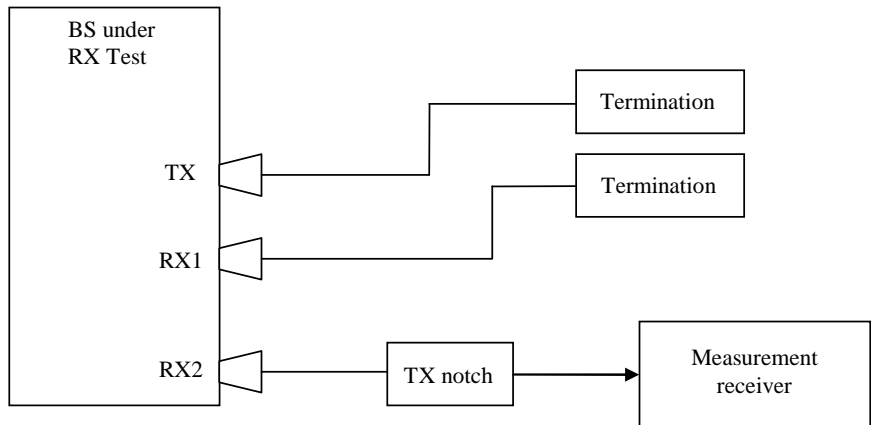 BS under
RX Test
Termination
TX
Termination
RX1
RX2
TX notch
Measurement
receiver